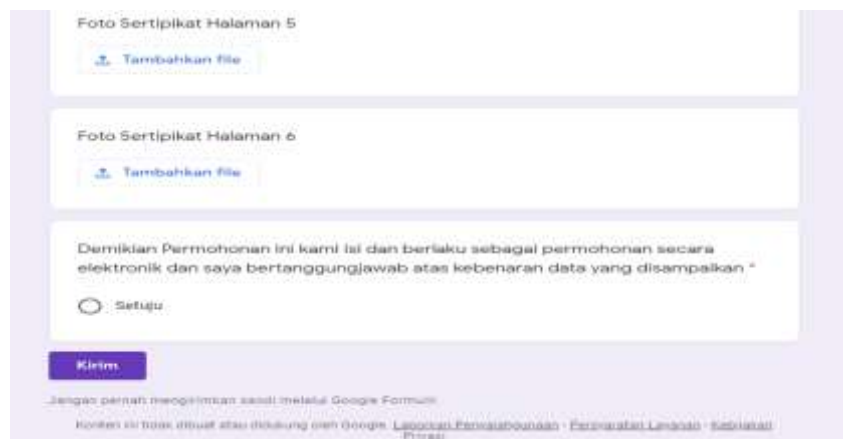 Foto Sertipikat Halaman 5
Tambahkan file
Foto Sertipikat Halaman 6
Tambahkan file
Demikian Permohonan ini kami isi dan berlaku sebagai permohonan secara
elektronik dan saya bertanggungjawab atas kebenaran data yang disampaikan *
Setuju
Kirim
Jangan pernah mengirimkan sandi melalui Google Formulir.
Konten ini tidak dibuat atau didukung oleh Google. Laporkan Penyalahgunaan - Persyaratan Layanan - Kebijakan
Privasi